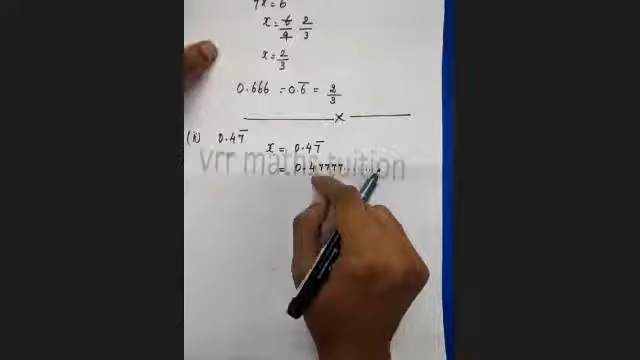 9x = 6
x = 6/9 2/3
x = 2/3
0.666 = 0.6̅ = 2/3
x
(ii) 0.47̅
x = 0.47̅
vrr maths tuition
= 0.47777.......